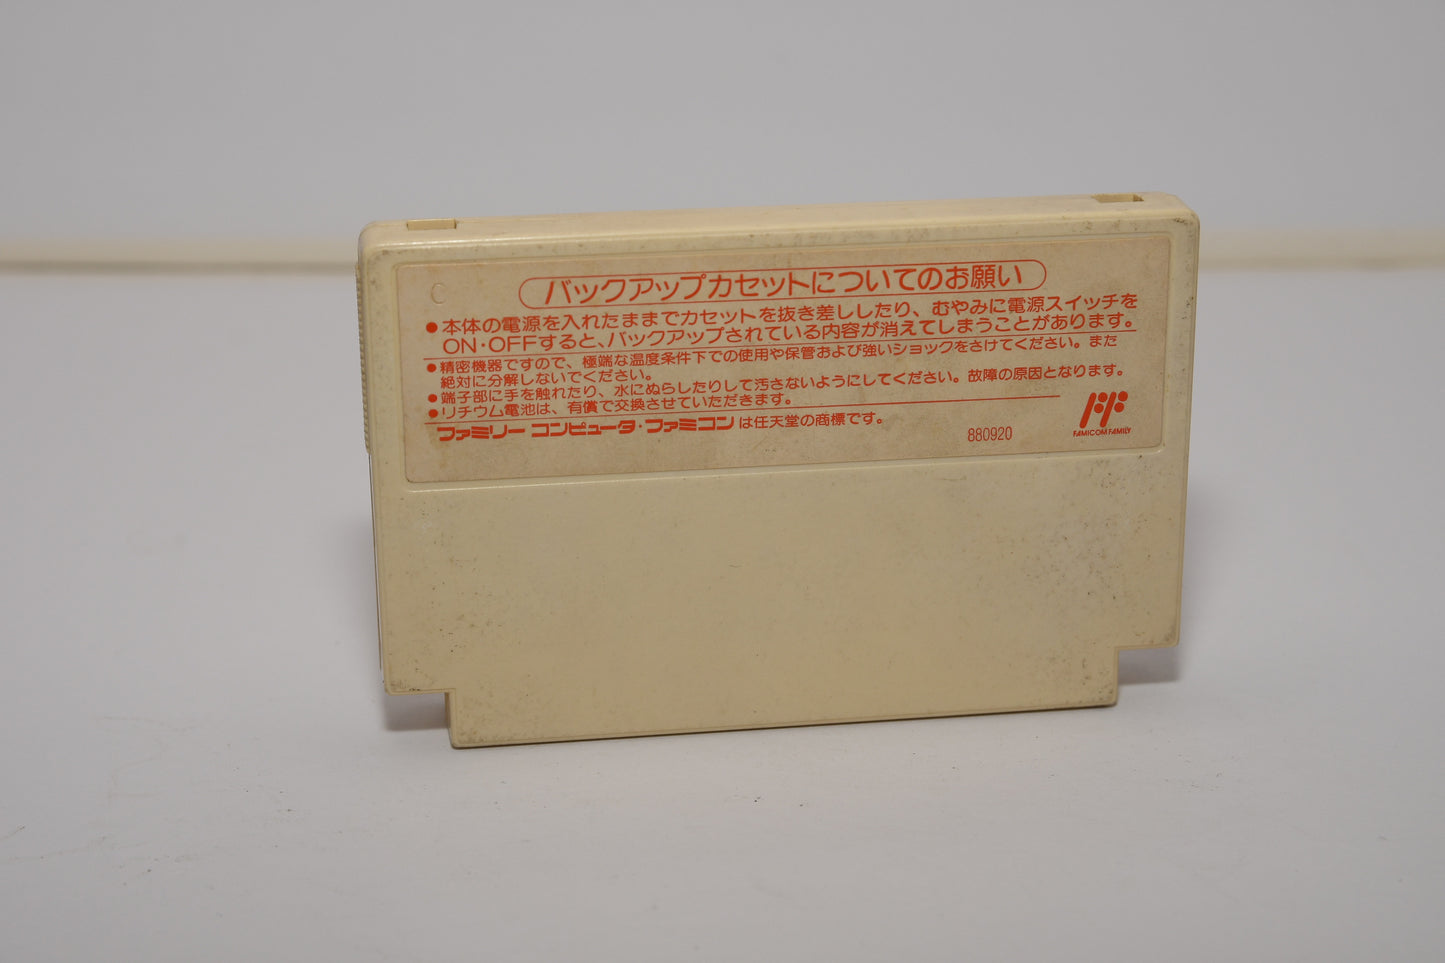 C
バックアップカセットについてのお願い
●本体の電源を入れたままでカセットを抜き差ししたり、むやみに電源スイッチを
ON・OFFすると、バックアップされている内容が消えてしまうことがあります。
●精密機器ですので、極端な温度条件下での使用や保管および強いショックをさけてください。また
絶対に分解しないでください。
●端子部に手を触れたり、水にぬらしたりして汚さないようにしてください。故障の原因となります。
●リチウム電池は、有償で交換させていただきます。
ファミリー コンピュータ・ファミコン は任天堂の商標です。
880920
FF
FAMICOM FAMILY